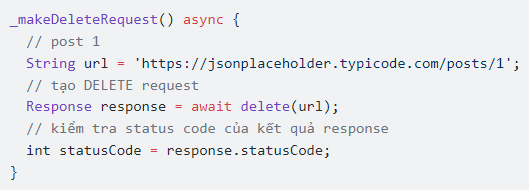 _makeDeleteRequest() async {
  // post 1
  String url = 'https://jsonplaceholder.typicode.com/posts/1';
  // tạo DELETE request
  Response response = await delete(url);
  // kiểm tra status code của kết quả response
  int statusCode = response.statusCode;
}